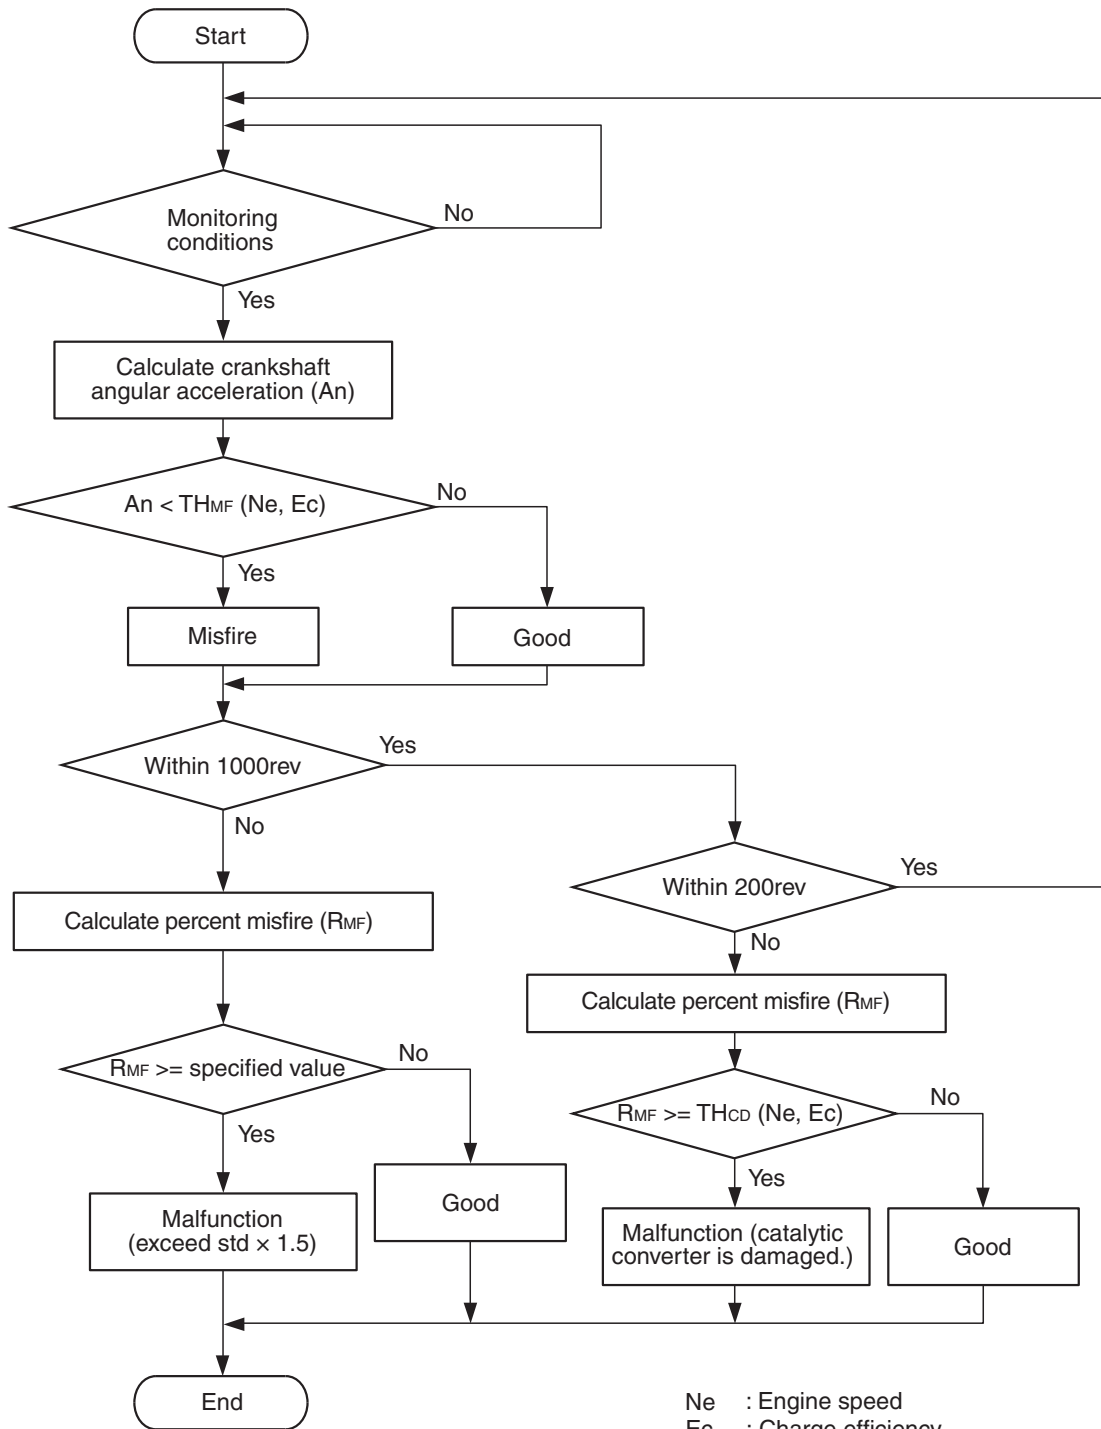 Start
Monitoring
conditions
No
Yes
Calculate crankshaft
angular acceleration (An)
An < THMF (Ne, Ec)
No
Yes
Misfire
Good
Within 1000rev
Yes
No
Within 200rev
Yes
No
Calculate percent misfire (RMF)
Calculate percent misfire (RMF)
RMF >= specified value
No
Yes
RMF >= THCD (Ne, Ec)
No
Yes
Malfunction
(exceed std × 1.5)
Good
Malfunction (catalytic
converter is damaged.)
Good
End
Ne : Engine speed
Ec : Charge efficiency